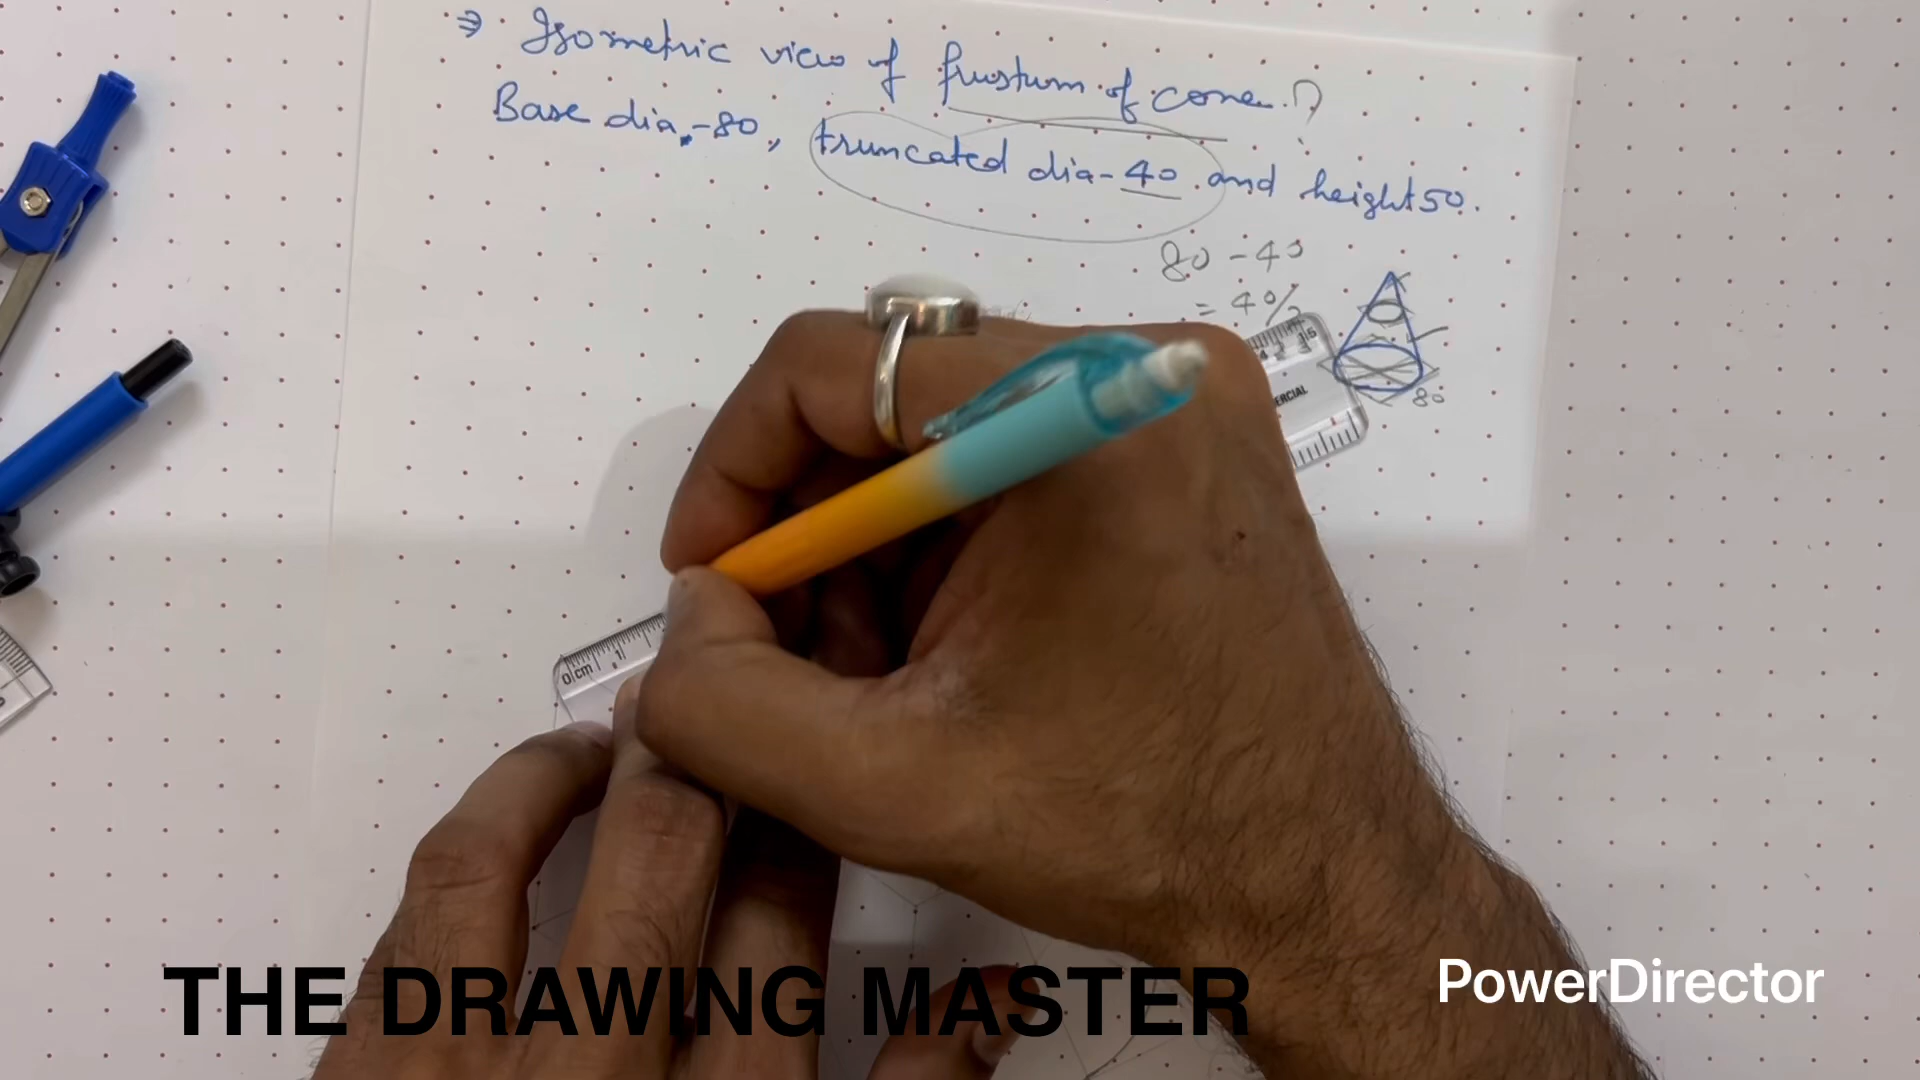 ⇒ Isometric view of frustum of cone.?
Base dia,-80, truncated dia-40 and height 50.
80-40
= 40/
80
ERCIAL
0 cm 1
THE DRAWING MASTER
PowerDirector